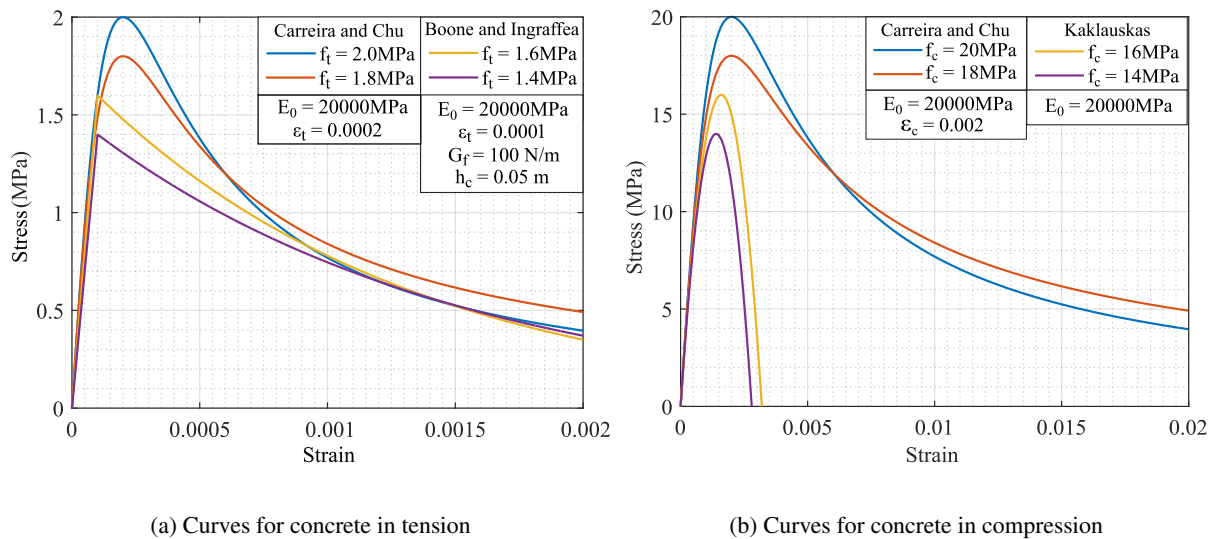 Carreira and Chu
f_t = 2.0MPa
f_t = 1.8MPa
E_0 = 20000MPa
ε_t = 0.0002
Boone and Ingraffea
f_t = 1.6MPa
f_t = 1.4MPa
E_0 = 20000MPa
ε_t = 0.0001
G_f = 100 N/m
h_c = 0.05 m
2
1.5
1
0.5
0
Stress (MPa)
0 0.0005 0.001 0.0015 0.002
Strain
(a) Curves for concrete in tension
Carreira and Chu
f_c = 20MPa
f_c = 18MPa
E_0 = 20000MPa
ε_c = 0.002
Kaklauskas
f_c = 16MPa
f_c = 14MPa
E_0 = 20000MPa
20
15
10
5
0
Stress (MPa)
0 0.005 0.01 0.015 0.02
Strain
(b) Curves for concrete in compression